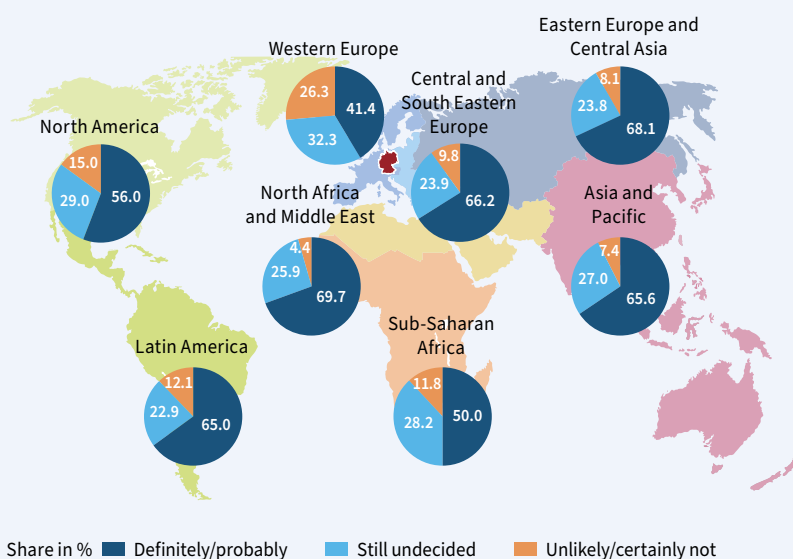 Eastern Europe and
Central Asia
8.1
23.8
68.1
Western Europe
26.3
41.4
32.3
Central and
South Eastern
Europe
9.8
23.9
66.2
North America
15.0
29.0
56.0
North Africa
and Middle East
4.4
25.9
69.7
Asia and
Pacific
7.4
27.0
65.6
Latin America
12.1
22.9
65.0
Sub-Saharan
Africa
11.8
28.2
50.0
Share in % Definitely/probably Still undecided Unlikely/certainly not